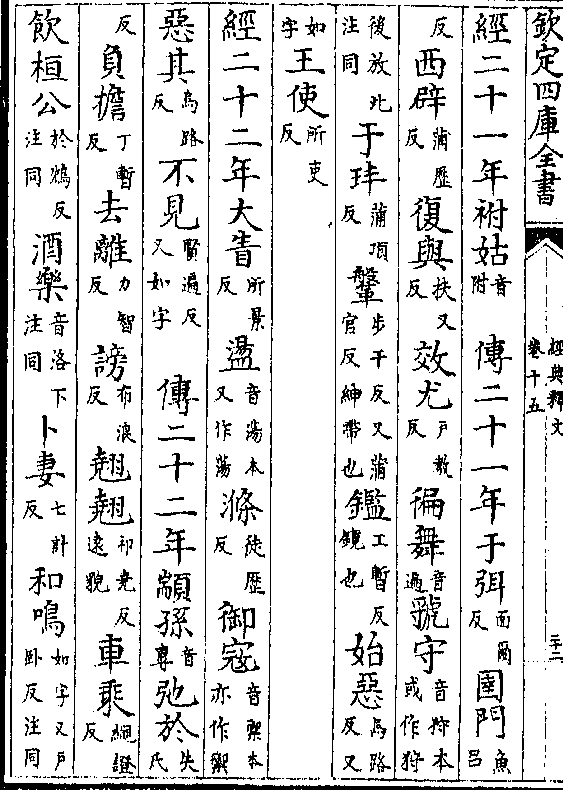 欽定四庫全書
經典釋文
卷十五
經二十一年祔姑音附 傳二十一年于弭面爾反 圉門魚呂
反 西辟蒲歷反 復與扶又反 效尤戶教反 徧舞音遍 虢守音狩本或作狩
後放此注同 于玤蒲項反 鞶步干反又蒲官反紳帶也 鑑工暫反鏡也 始惡烏路反又
如字 王使所吏反
經二十二年大眚所景反 盪音蕩本又作蕩 滌徒歷反 御寇音禦本亦作禦
惡其烏路反 不見賢遍反又如字 傳二十二年顓孫音專 弛於失氏
反 負擔丁暫反 去離力智反 謗布浪反 翹翹祁堯反遠貌 車乘繩證反
飲桓公於鴆反注同 酒樂音洛下注同 卜妻七計反 和鳴如字又戶卧反注同